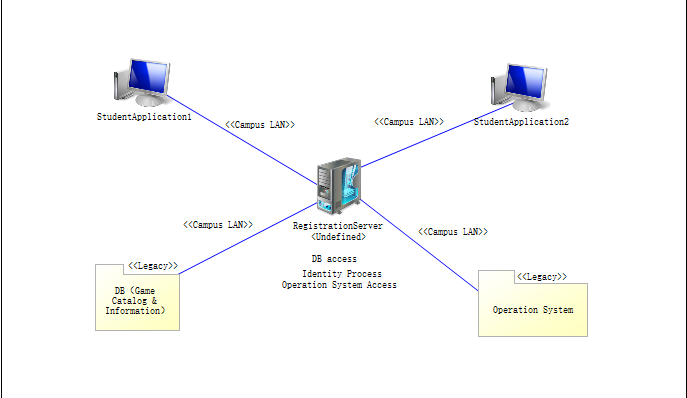 StudentApplication1
<<Campus LAN>>
<<Campus LAN>>
StudentApplication2
<<Campus LAN>>
RegistrationServer
<Undefined>
<<Campus LAN>>
DB access
Identity Process
Operation System Access
<<Legacy>>
DB (Game
Catalog &
Information)
<<Legacy>>
Operation System